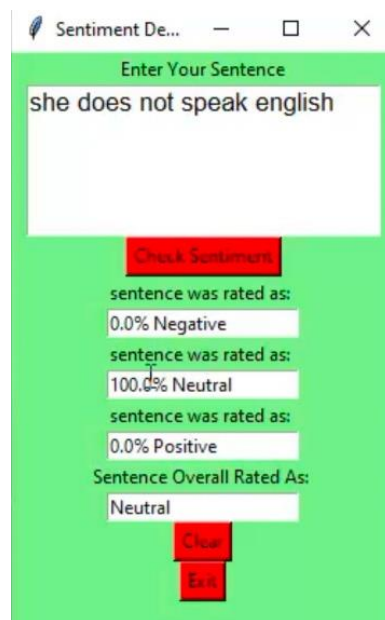 Sentiment De...
Enter Your Sentence
she does not speak english
Check Sentiment
sentence was rated as:
0.0% Negative
sentence was rated as:
100.0% Neutral
sentence was rated as:
0.0% Positive
Sentence Overall Rated As:
Neutral
Clear
Exit